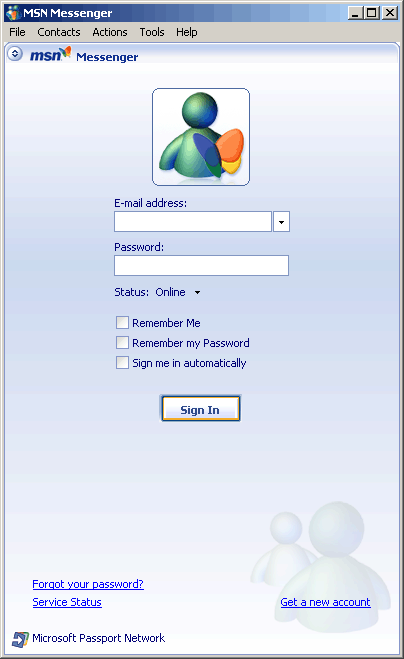 MSN Messenger
File Contacts Actions Tools Help
msn Messenger
E-mail address:
Password:
Status: Online
Remember Me
Remember my Password
Sign me in automatically
Sign In
Forgot your password?
Service Status Get a new account
Microsoft Passport Network